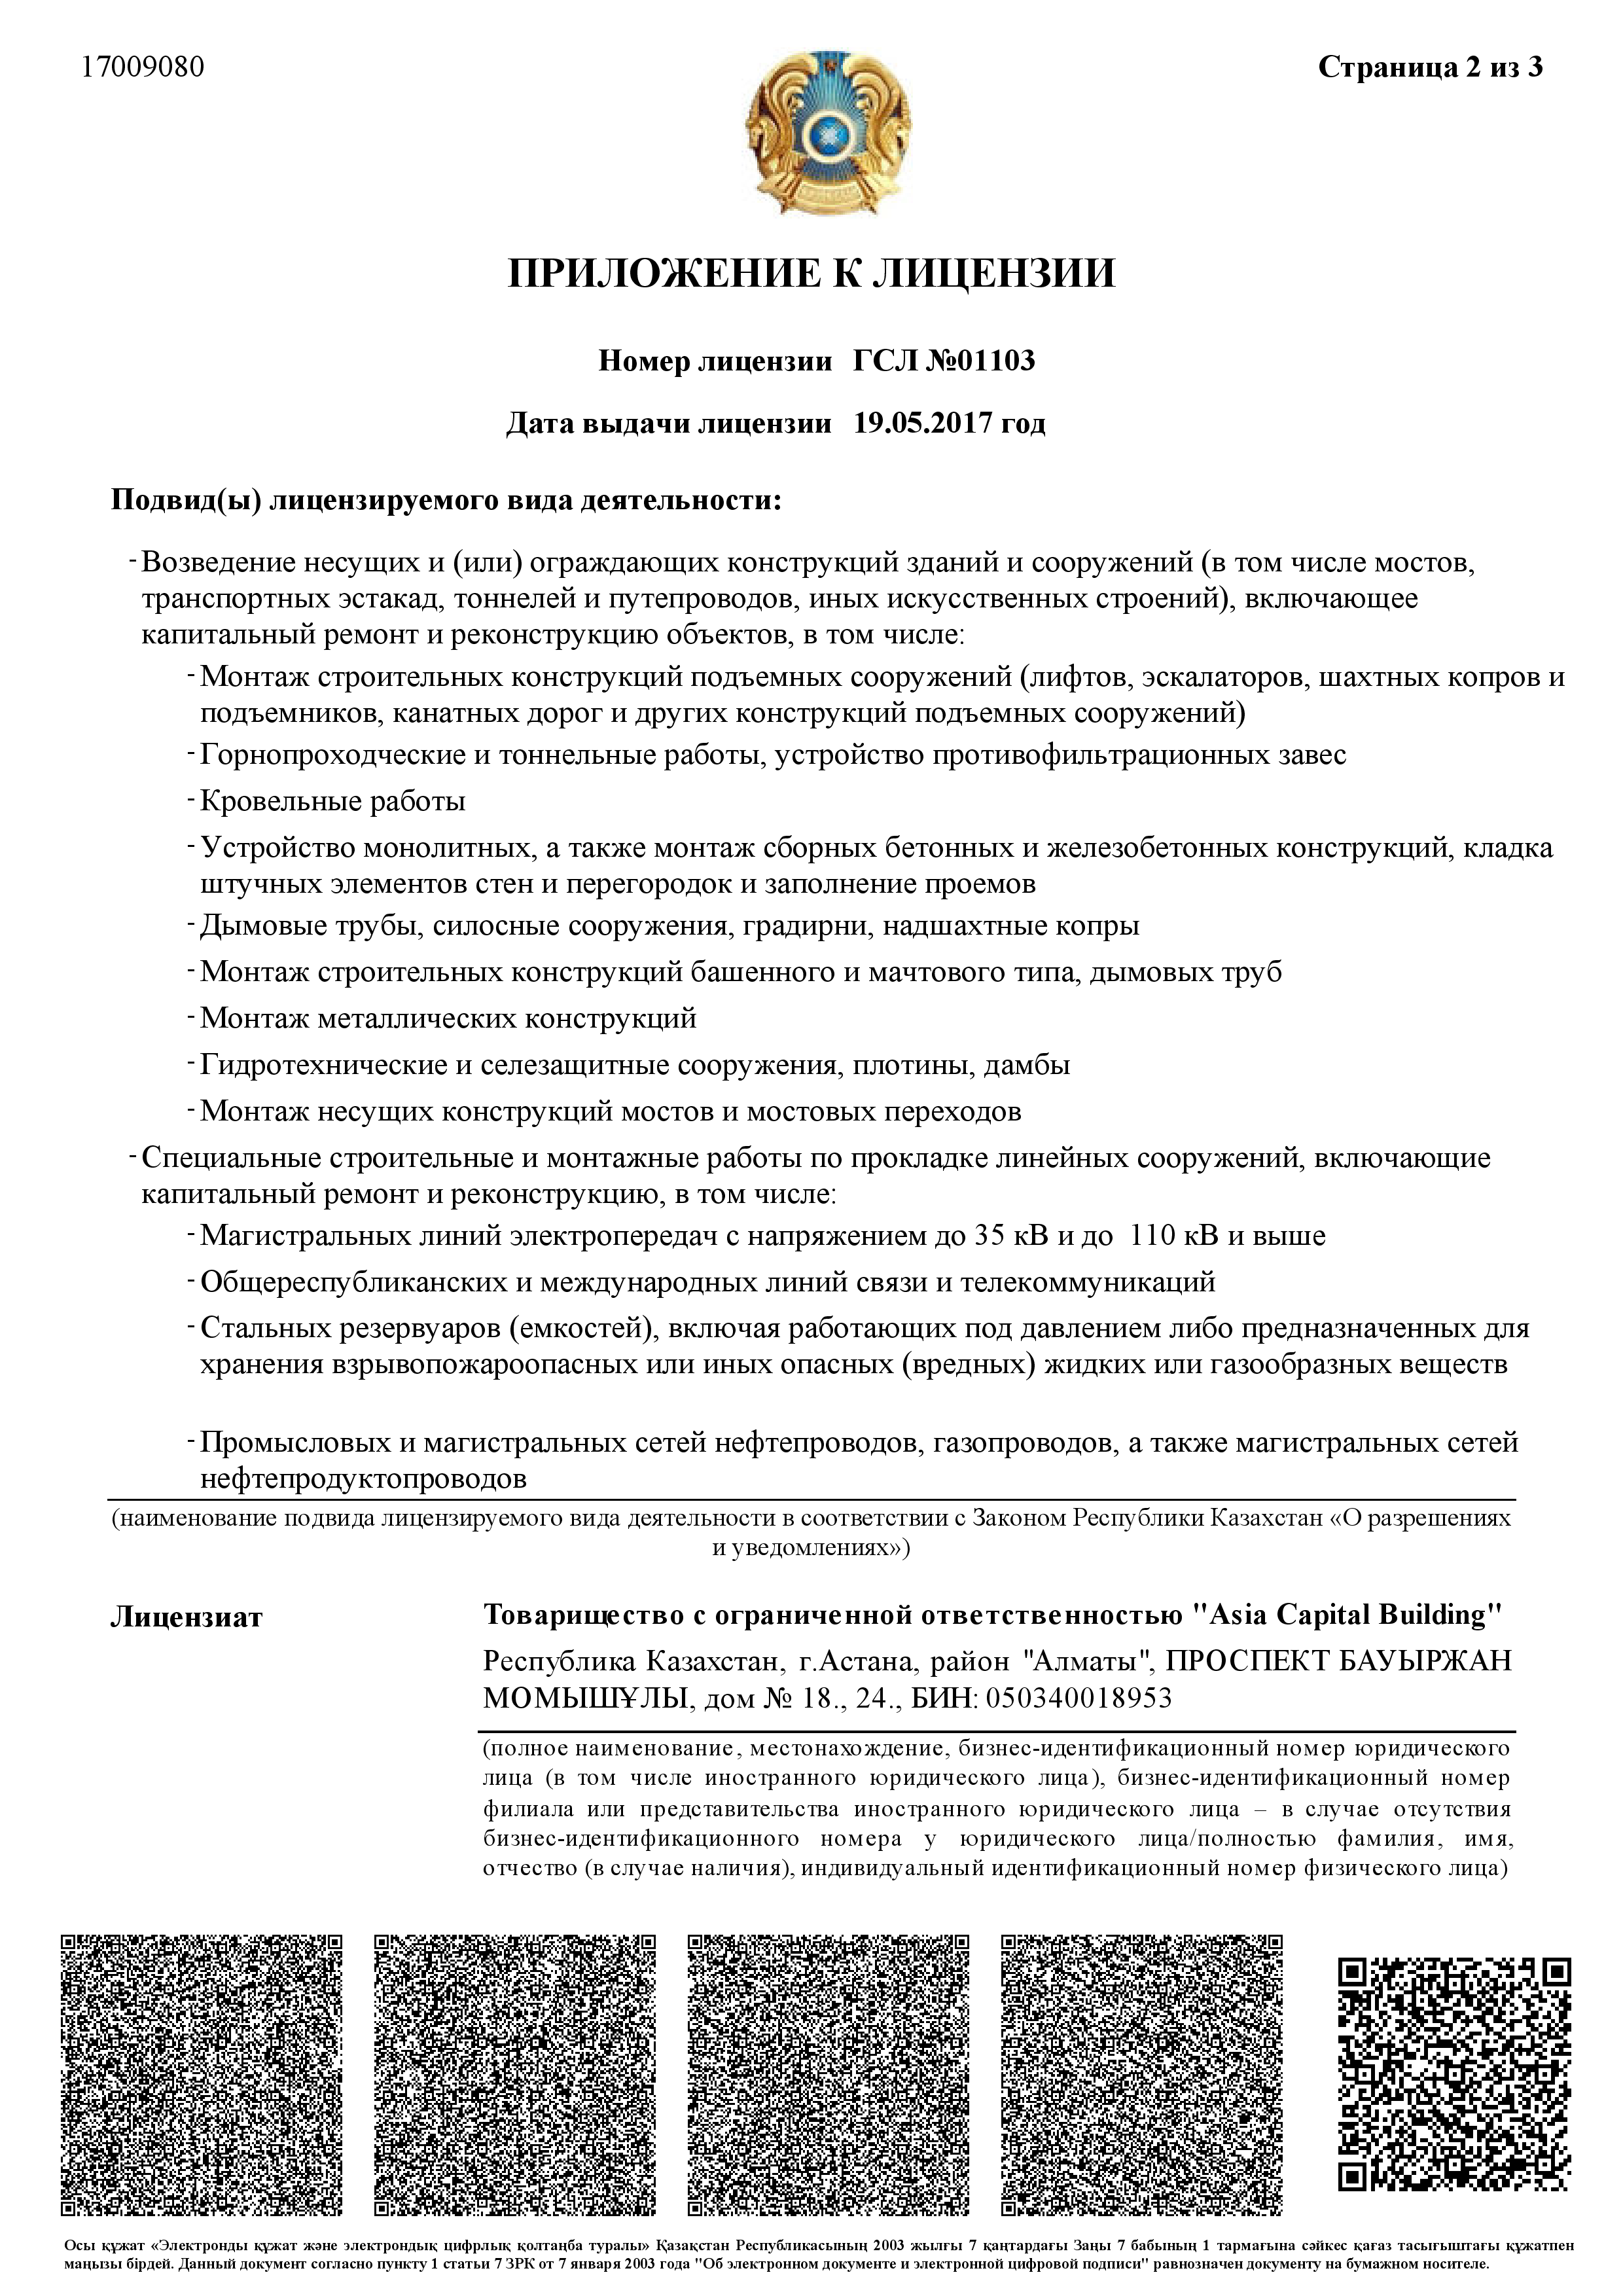 17009080
Страница 2 из 3
ПРИЛОЖЕНИЕ К ЛИЦЕНЗИИ
Номер лицензии ГСЛ №01103
Дата выдачи лицензии 19.05.2017 год
Подвид(ы) лицензируемого вида деятельности:
- Возведение несущих и (или) ограждающих конструкций зданий и сооружений (в том числе мостов,
транспортных эстакад, тоннелей и путепроводов, иных искусственных строений), включающее
капитальный ремонт и реконструкцию объектов, в том числе:
- Монтаж строительных конструкций подъемных сооружений (лифтов, эскалаторов, шахтных копров и
подъемников, канатных дорог и других конструкций подъемных сооружений)
- Горнопроходческие и тоннельные работы, устройство противофильтрационных завес
- Кровельные работы
- Устройство монолитных, а также монтаж сборных бетонных и железобетонных конструкций, кладка
штучных элементов стен и перегородок и заполнение проемов
- Дымовые трубы, силосные сооружения, градирни, надшахтные копры
- Монтаж строительных конструкций башенного и мачтового типа, дымовых труб
- Монтаж металлических конструкций
- Гидротехнические и селезащитные сооружения, плотины, дамбы
- Монтаж несущих конструкций мостов и мостовых переходов
- Специальные строительные и монтажные работы по прокладке линейных сооружений, включающие
капитальный ремонт и реконструкцию, в том числе:
- Магистральных линий электропередач с напряжением до 35 кВ и до  110 кВ и выше
- Общереспубликанских и международных линий связи и телекоммуникаций
- Стальных резервуаров (емкостей), включая работающих под давлением либо предназначенных для
хранения взрывопожароопасных или иных опасных (вредных) жидких или газообразных веществ
- Промысловых и магистральных сетей нефтепроводов, газопроводов, а также магистральных сетей
нефтепродуктопроводов
(наименование подвида лицензируемого вида деятельности в соответствии с Законом Республики Казахстан «О разрешениях
и уведомлениях»)
Лицензиат
Товарищество с ограниченной ответственностью "Asia Capital Building"
Республика Казахстан, г.Астана, район "Алматы", ПРОСПЕКТ БАУЫРЖАН
МОМЫШҰЛЫ, дом № 18., 24., БИН: 050340018953
(полное наименование, местонахождение, бизнес-идентификационный номер юридического
лица (в том числе иностранного юридического лица), бизнес-идентификационный номер
филиала или представительства иностранного юридического лица – в случае отсутствия
бизнес-идентификационного номера у юридического лица/полностью фамилия, имя,
отчество (в случае наличия), индивидуальный идентификационный номер физического лица)
Осы құжат «Электронды құжат және электрондық цифрлық қолтаңба туралы» Қазақстан Республикасының 2003 жылғы 7 қаңтардағы Заңы 7 бабының 1 тармағына сәйкес қағаз тасығыштағы құжатпен
маңызы бірдей. Данный документ согласно пункту 1 статьи 7 ЗРК от 7 января 2003 года "Об электронном документе и электронной цифровой подписи" равнозначен документу на бумажном носителе.